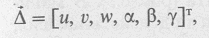 Δ⃗ = [u, v, w, α, β, γ]ᵀ,